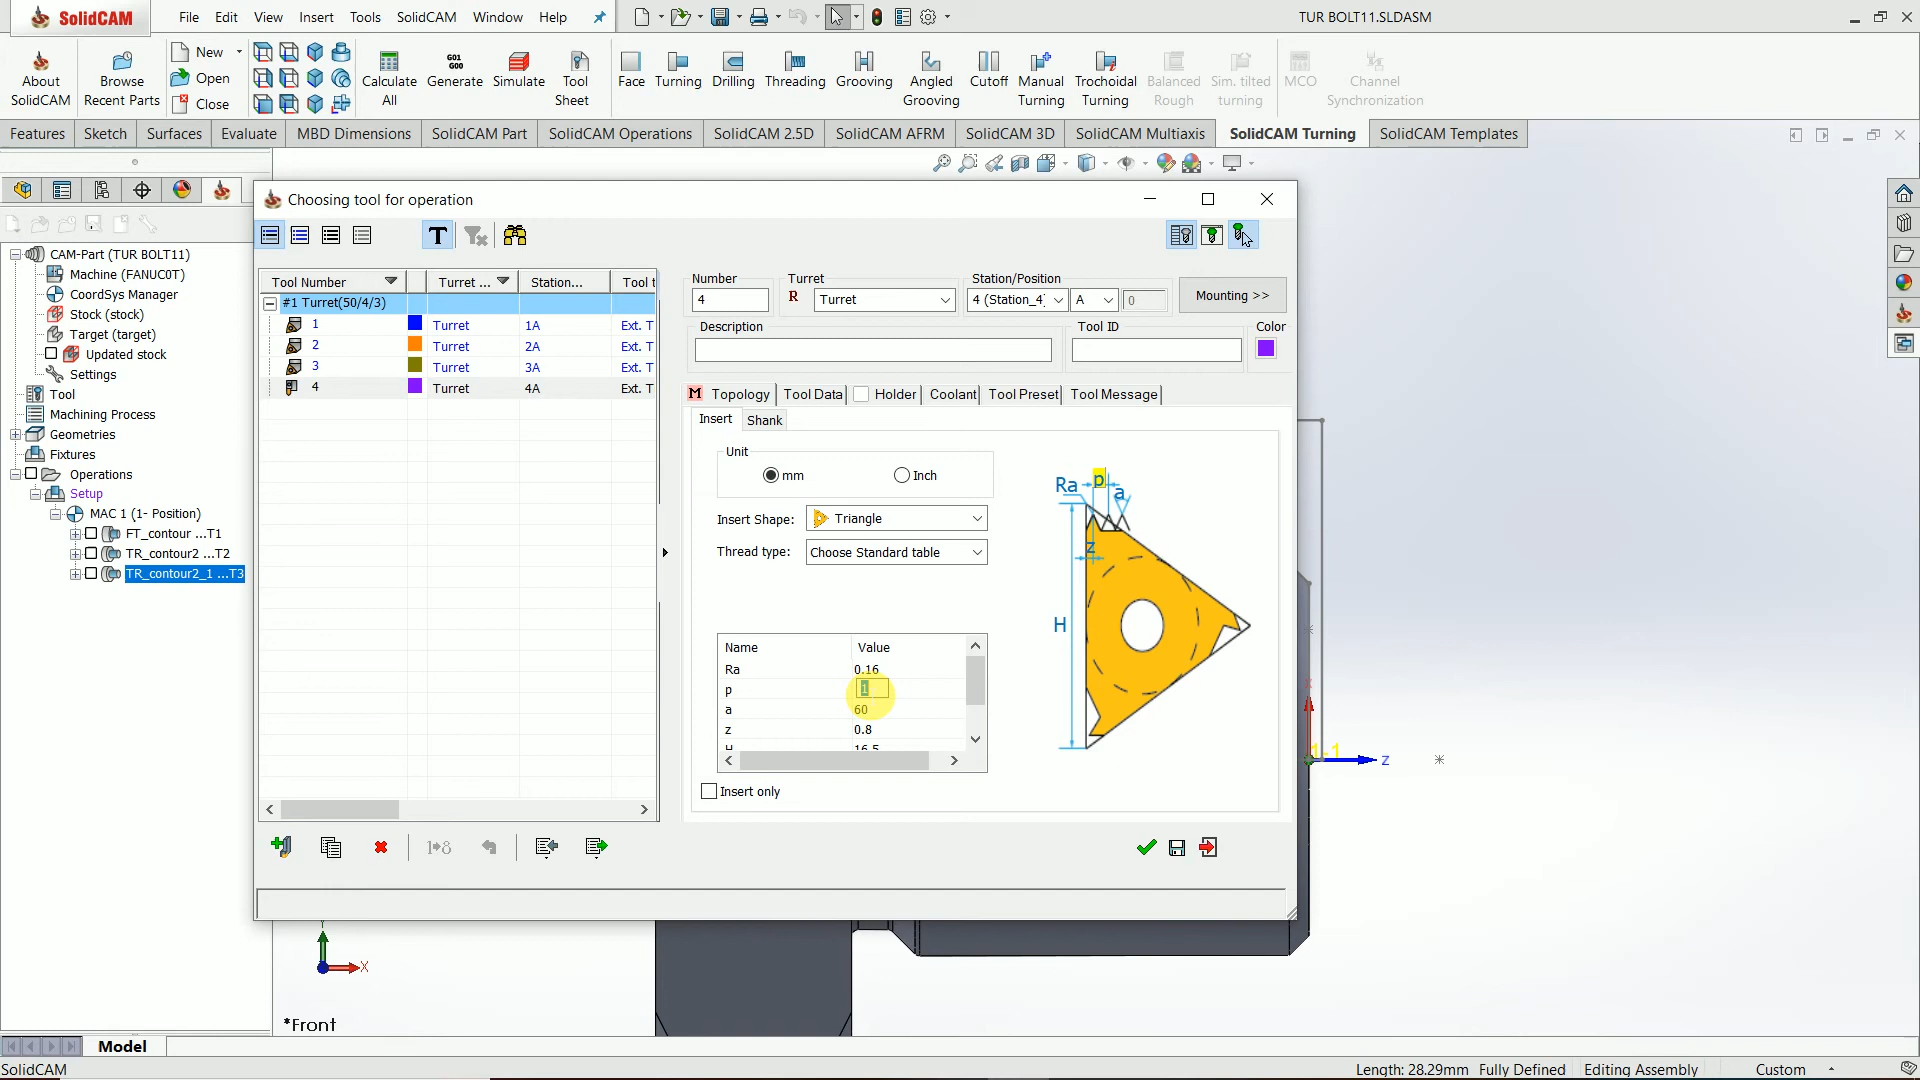 SolidCAM File Edit View Insert Tools SolidCAM Window Help TUR BOLT11.SLDASM
About SolidCAM
Browse Recent Parts
New
Open
Close
Calculate All
G01 G00
Generate
Simulate
Tool Sheet
Face
Turning
Drilling
Threading
Grooving
Angled Grooving
Cutoff
Manual Turning
Trochoidal Turning
Balanced Rough
Sim. tilted turning
MCO
Channel Synchronization
Features Sketch Surfaces Evaluate MBD Dimensions SolidCAM Part SolidCAM Operations SolidCAM 2.5D SolidCAM AFRM SolidCAM 3D SolidCAM Multiaxis SolidCAM Turning SolidCAM Templates
CAM-Part (TUR BOLT11)
Machine (FANUC0T)
CoordSys Manager
Stock (stock)
Target (target)
Updated stock
Settings
Tool
Machining Process
Geometries
Fixtures
Operations
Setup
MAC 1 (1- Position)
FT_contour ...T1
TR_contour2 ...T2
TR_contour2_1 ...T3
Choosing tool for operation
T
Tool Number Turret ... Station... Tool t
#1 Turret(50/4/3)
1 Turret 1A Ext. T
2 Turret 2A Ext. T
3 Turret 3A Ext. T
4 Turret 4A Ext. T
Number Turret Station/Position
4 R Turret 4 (Station_4) A 0 Mounting >>
Description Tool ID Color
M Topology Tool Data Holder Coolant Tool Preset Tool Message
Insert Shank
Unit
mm Inch
Insert Shape: Triangle
Thread type: Choose Standard table
Name Value
Ra 0.16
p 1
a 60
z 0.8
H 16.5
Insert only
Ra p a
z
H
X
1-1
Z
Y
X
*Front
Model
SolidCAM Length: 28.29mm Fully Defined Editing Assembly Custom